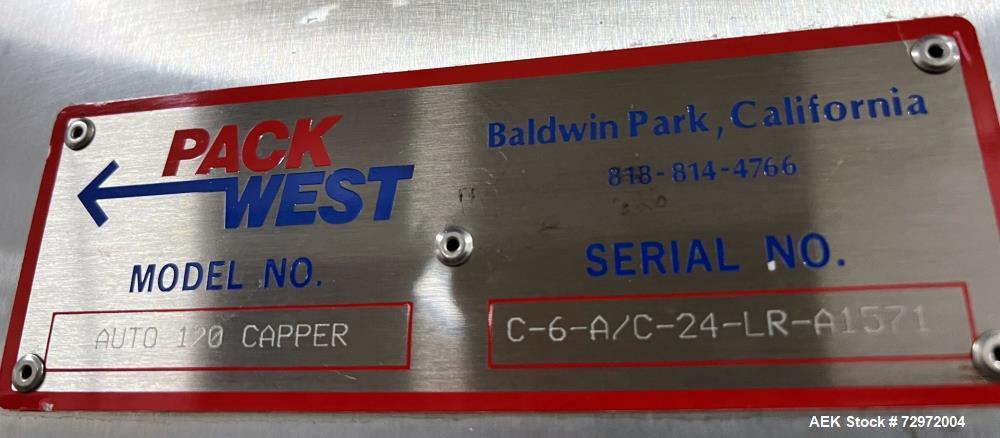 PACK
WEST
Baldwin Park, California
818-814-4766
MODEL NO.
AUTO 120 CAPPER
SERIAL NO.
C-6-A/C-24-LR-A1571
AEK Stock # 72972004